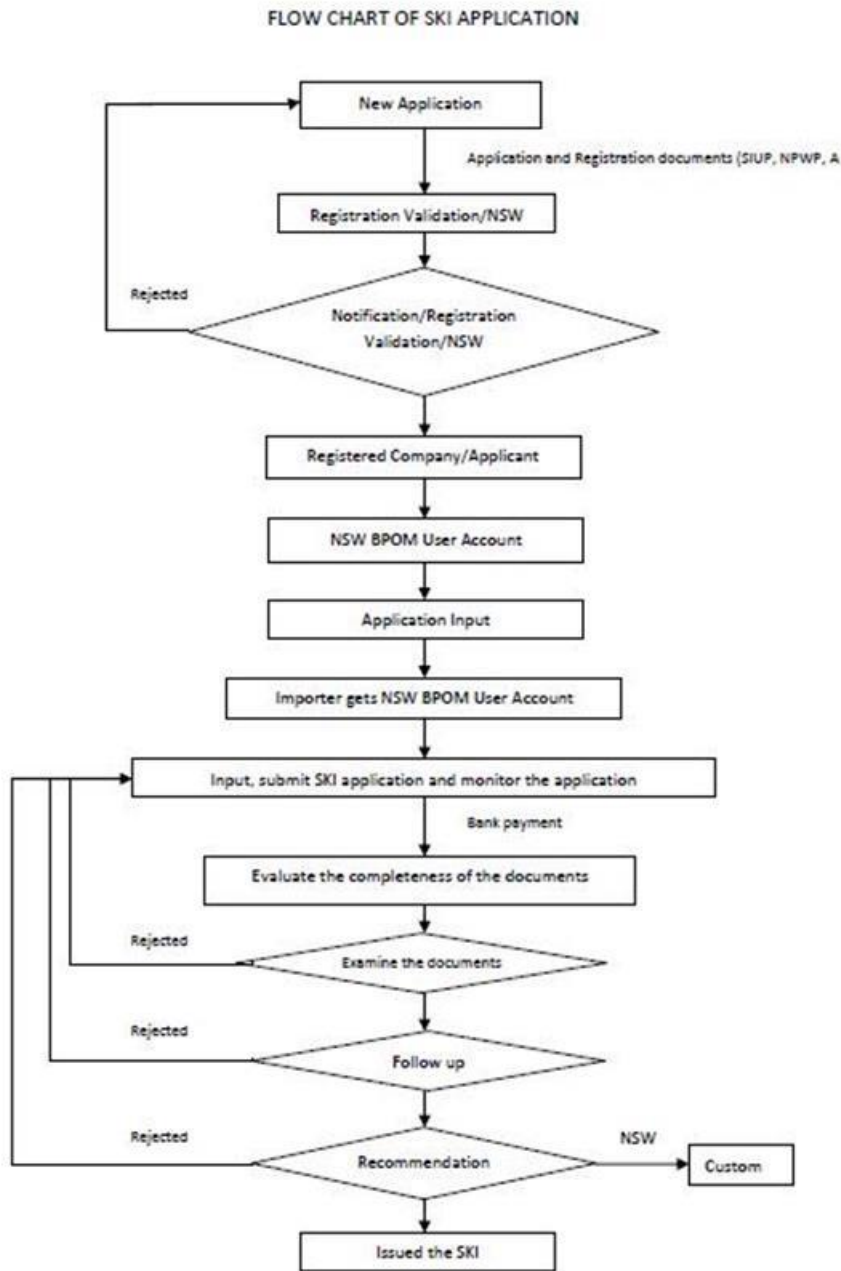 FLOW CHART OF SKI APPLICATION
New Application
Application and Registration documents (SIUP, NPWP, A
Registration Validation/NSW
Rejected
Notification/Registration
Validation/NSW
Registered Company/Applicant
NSW BPOM User Account
Application Input
Importer gets NSW BPOM User Account
Input, submit SKI application and monitor the application
Bank payment
Evaluate the completeness of the documents
Rejected
Examine the documents
Rejected
Follow up
Rejected
Recommendation
NSW
Custom
Issued the SKI